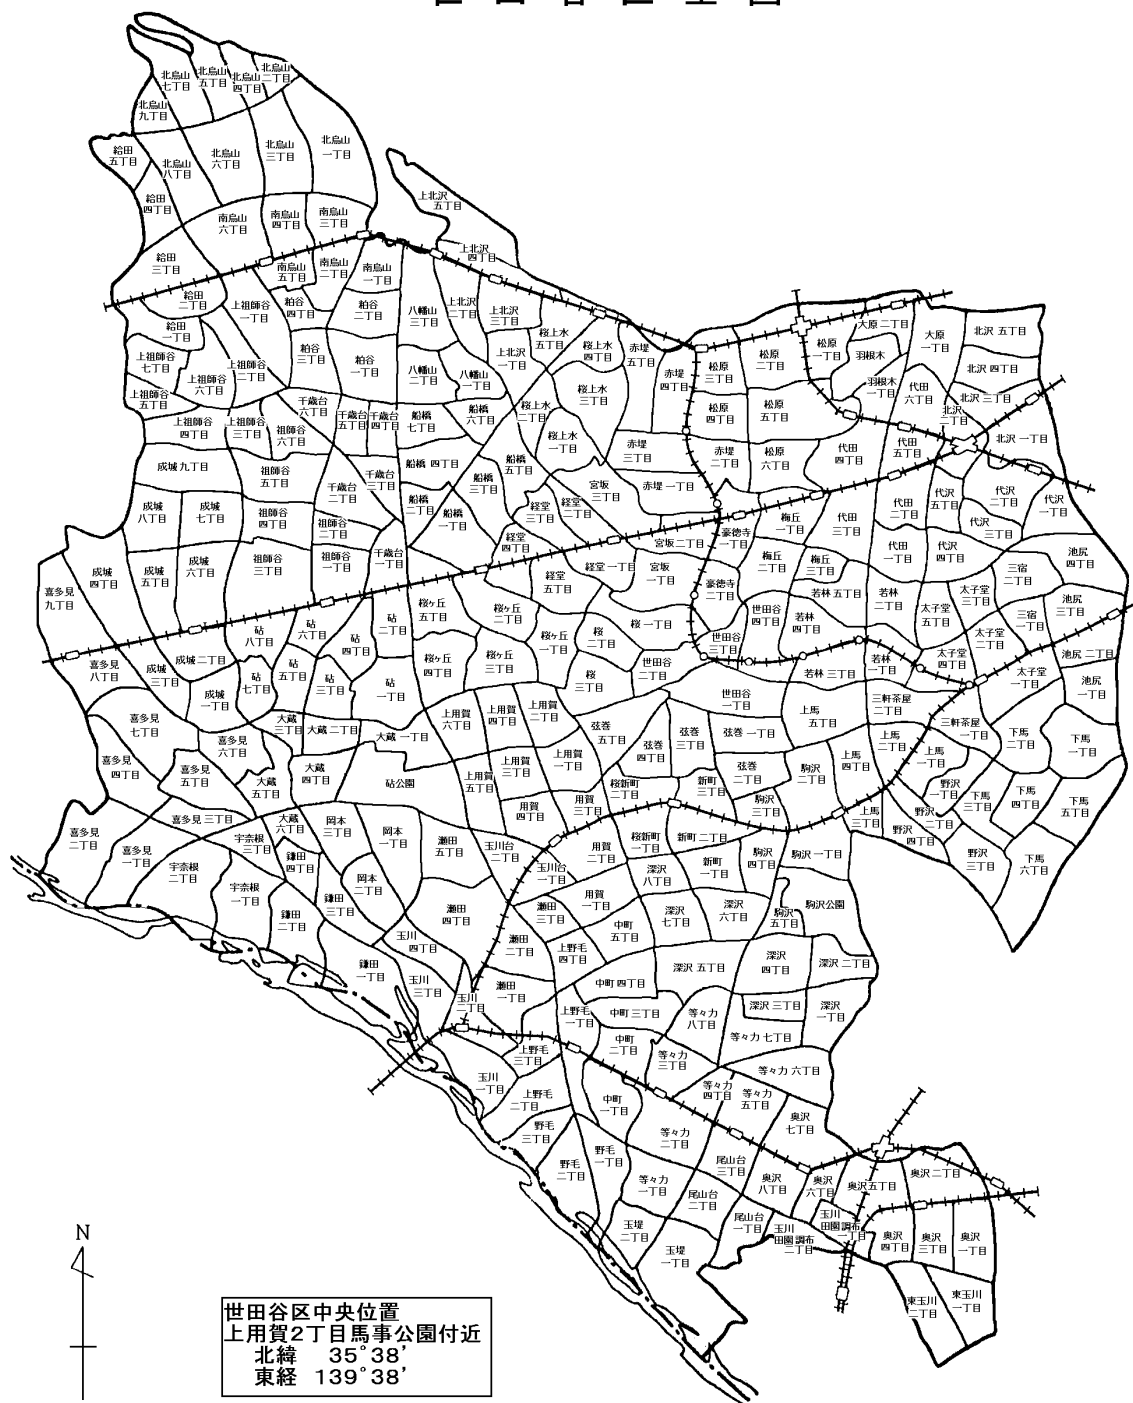 北烏山
七丁目
北烏山
五丁目
北烏山
四丁目
北烏山
二丁目
北烏山
九丁目
給田
五丁目
北烏山
八丁目
北烏山
六丁目
北烏山
三丁目
北烏山
一丁目
給田
四丁目
上北沢
五丁目
南烏山
六丁目
南烏山
四丁目
南烏山
三丁目
給田
三丁目
南烏山
五丁目
南烏山
二丁目
南烏山
一丁目
上北沢
四丁目
給田
二丁目
上祖師谷
一丁目
粕谷
四丁目
粕谷
二丁目
八幡山
三丁目
上北沢
二丁目
上北沢
三丁目
給田
一丁目
桜上水
五丁目
桜上水
四丁目
赤堤
五丁目
上祖師谷
七丁目
上祖師谷
六丁目
上祖師谷
二丁目
粕谷
三丁目
粕谷
一丁目
八幡山
二丁目
八幡山
一丁目
上北沢
一丁目
赤堤
四丁目
松原
三丁目
松原
二丁目
松原
一丁目
大原 二丁目
羽根木
大原
一丁目
北沢 五丁目
北沢 四丁目
羽根木
一丁目
代田
六丁目
北沢 三丁目
北沢
二丁目
北沢 一丁目
上祖師谷
五丁目
上祖師谷
四丁目
上祖師谷
三丁目
祖師谷
六丁目
千歳台
六丁目
千歳台
五丁目
千歳台
四丁目
船橋
七丁目
船橋
六丁目
桜上水
三丁目
桜上水
二丁目
桜上水
一丁目
松原
四丁目
松原
五丁目
赤堤
三丁目
赤堤
二丁目
松原
六丁目
代田
四丁目
代田
五丁目
成城 九丁目
祖師谷
五丁目
千歳台
二丁目
千歳台
三丁目
船橋 四丁目
船橋
五丁目
船橋
三丁目
宮坂
三丁目
赤堤 一丁目
成城
八丁目
成城
七丁目
祖師谷
四丁目
祖師谷
二丁目
船橋
二丁目
船橋
一丁目
経堂
三丁目
経堂
二丁目
経堂
四丁目
宮坂 二丁目
豪徳寺
一丁目
梅丘
一丁目
代田
三丁目
代田
二丁目
代沢
五丁目
代沢
二丁目
代沢
一丁目
代沢
三丁目
成城
四丁目
成城
五丁目
成城
六丁目
祖師谷
三丁目
祖師谷
一丁目
千歳台
一丁目
経堂
五丁目
経堂 一丁目
宮坂
一丁目
梅丘
二丁目
梅丘
三丁目
代田
一丁目
代沢
四丁目
三宿
二丁目
池尻
四丁目
喜多見
九丁目
桜ヶ丘
五丁目
桜ヶ丘
二丁目
豪徳寺
二丁目
若林 五丁目
若林
二丁目
太子堂
五丁目
太子堂
三丁目
三宿
一丁目
池尻
三丁目
砧
八丁目
砧
六丁目
砧
四丁目
砧
二丁目
桜ヶ丘
一丁目
桜
二丁目
桜 一丁目
世田谷
四丁目
若林
四丁目
世田谷
三丁目
太子堂
四丁目
太子堂
二丁目
太子堂
一丁目
池尻 二丁目
喜多見
八丁目
成城
三丁目
成城 二丁目
成城
一丁目
砧
七丁目
砧
五丁目
砧
三丁目
砧
一丁目
桜ヶ丘
四丁目
桜ヶ丘
三丁目
桜
三丁目
世田谷
二丁目
若林 三丁目
若林
一丁目
池尻
一丁目
喜多見
七丁目
喜多見
六丁目
大蔵
三丁目
大蔵 二丁目
大蔵 一丁目
上用賀
六丁目
上用賀
四丁目
上用賀
二丁目
弦巻
五丁目
世田谷
一丁目
弦巻
四丁目
弦巻
三丁目
弦巻 一丁目
上馬
五丁目
三軒茶屋
二丁目
三軒茶屋
一丁目
下馬
二丁目
下馬
一丁目
喜多見
四丁目
喜多見
五丁目
大蔵
五丁目
大蔵
四丁目
砧公園
上用賀
五丁目
上用賀
三丁目
上用賀
一丁目
桜新町
二丁目
新町
三丁目
弦巻
二丁目
駒沢
二丁目
上馬
四丁目
上馬
二丁目
上馬
一丁目
野沢
一丁目
下馬
三丁目
下馬
四丁目
下馬
五丁目
喜多見
二丁目
喜多見
一丁目
喜多見 三丁目
大蔵
六丁目
岡本
三丁目
岡本
一丁目
瀬田
五丁目
玉川台
二丁目
用賀
四丁目
用賀
三丁目
用賀
二丁目
桜新町
一丁目
新町 二丁目
駒沢
三丁目
上馬
三丁目
野沢
二丁目
野沢
四丁目
野沢
三丁目
下馬
六丁目
宇奈根
三丁目
宇奈根
二丁目
宇奈根
一丁目
鎌田
四丁目
鎌田
三丁目
岡本
二丁目
玉川台
一丁目
深沢
八丁目
新町
一丁目
駒沢
四丁目
駒沢 一丁目
鎌田
二丁目
瀬田
四丁目
瀬田
三丁目
用賀
一丁目
中町
五丁目
深沢
七丁目
深沢
六丁目
駒沢
五丁目
駒沢公園
玉川
四丁目
瀬田
二丁目
上野毛
四丁目
鎌田
一丁目
玉川
三丁目
玉川
二丁目
瀬田
一丁目
中町 四丁目
深沢 五丁目
深沢
四丁目
深沢 二丁目
上野毛
一丁目
中町 三丁目
等々力
八丁目
深沢 三丁目
深沢
一丁目
上野毛
三丁目
中町
二丁目
等々力
三丁目
等々力 七丁目
玉川
一丁目
上野毛
二丁目
中町
一丁目
等々力
四丁目
等々力 六丁目
等々力
五丁目
奥沢
七丁目
野毛
三丁目
野毛
二丁目
野毛
一丁目
等々力
二丁目
等々力
一丁目
尾山台
三丁目
尾山台
二丁目
尾山台
一丁目
奥沢
八丁目
奥沢
六丁目
奥沢 五丁目
奥沢 二丁目
玉堤
二丁目
玉堤
一丁目
玉川
田園調布
二丁目
玉川
田園調布
一丁目
奥沢
四丁目
奥沢
三丁目
奥沢
一丁目
東玉川
二丁目
東玉川
一丁目
N
世田谷区中央位置
上用賀2丁目馬事公園付近
北緯 35°38'
東経 139°38'